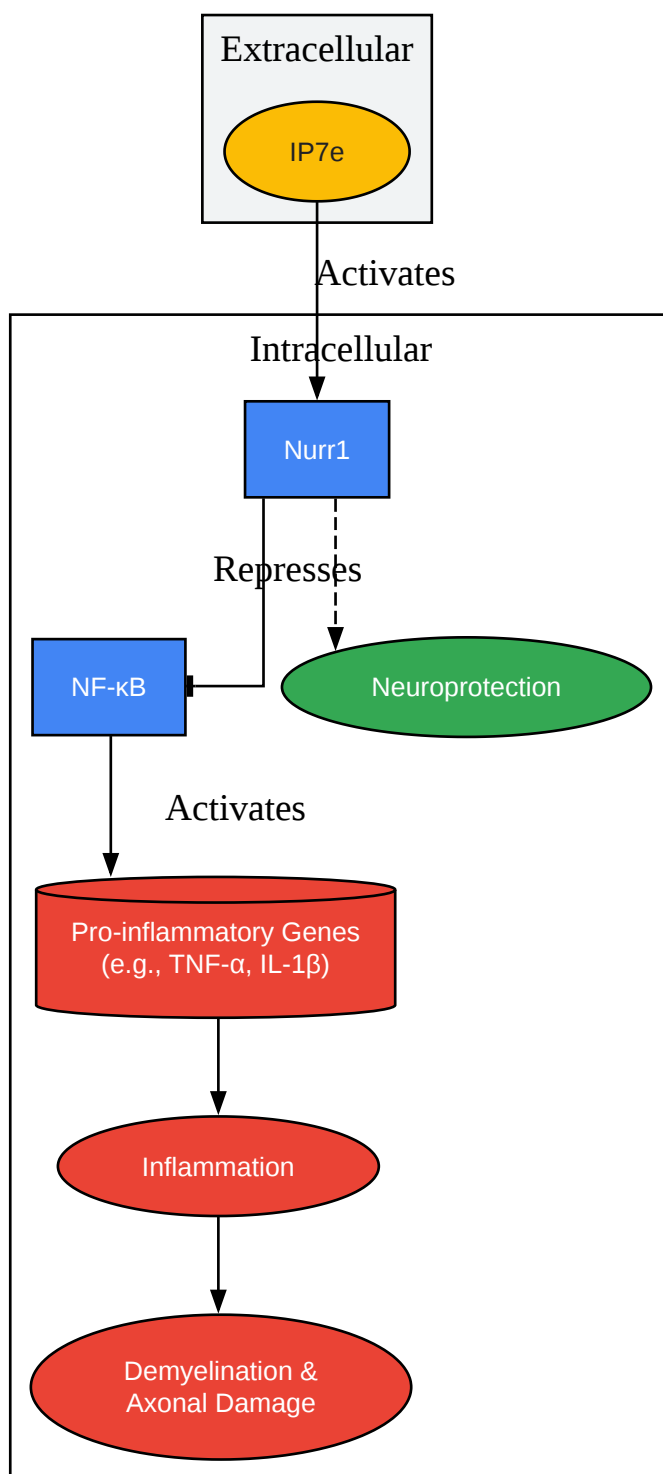 Extracellular
IP7e
Activates
Intracellular
Nurr1
Represses
NF-κB
Neuroprotection
Activates
Pro-inflammatory Genes
(e.g., TNF-α, IL-1β)
Inflammation
Demyelination &
Axonal Damage